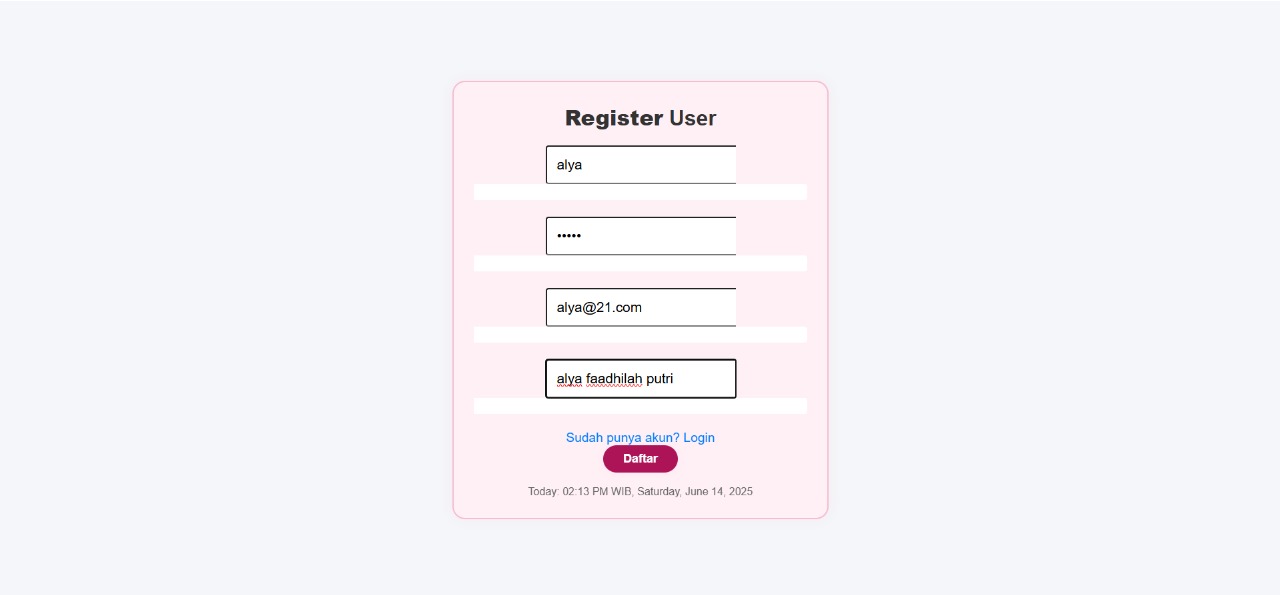 Register User
alya
•••••
alya@21.com
alya faadhilah putri
Sudah punya akun? Login
Daftar
Today: 02:13 PM WIB, Saturday, June 14, 2025